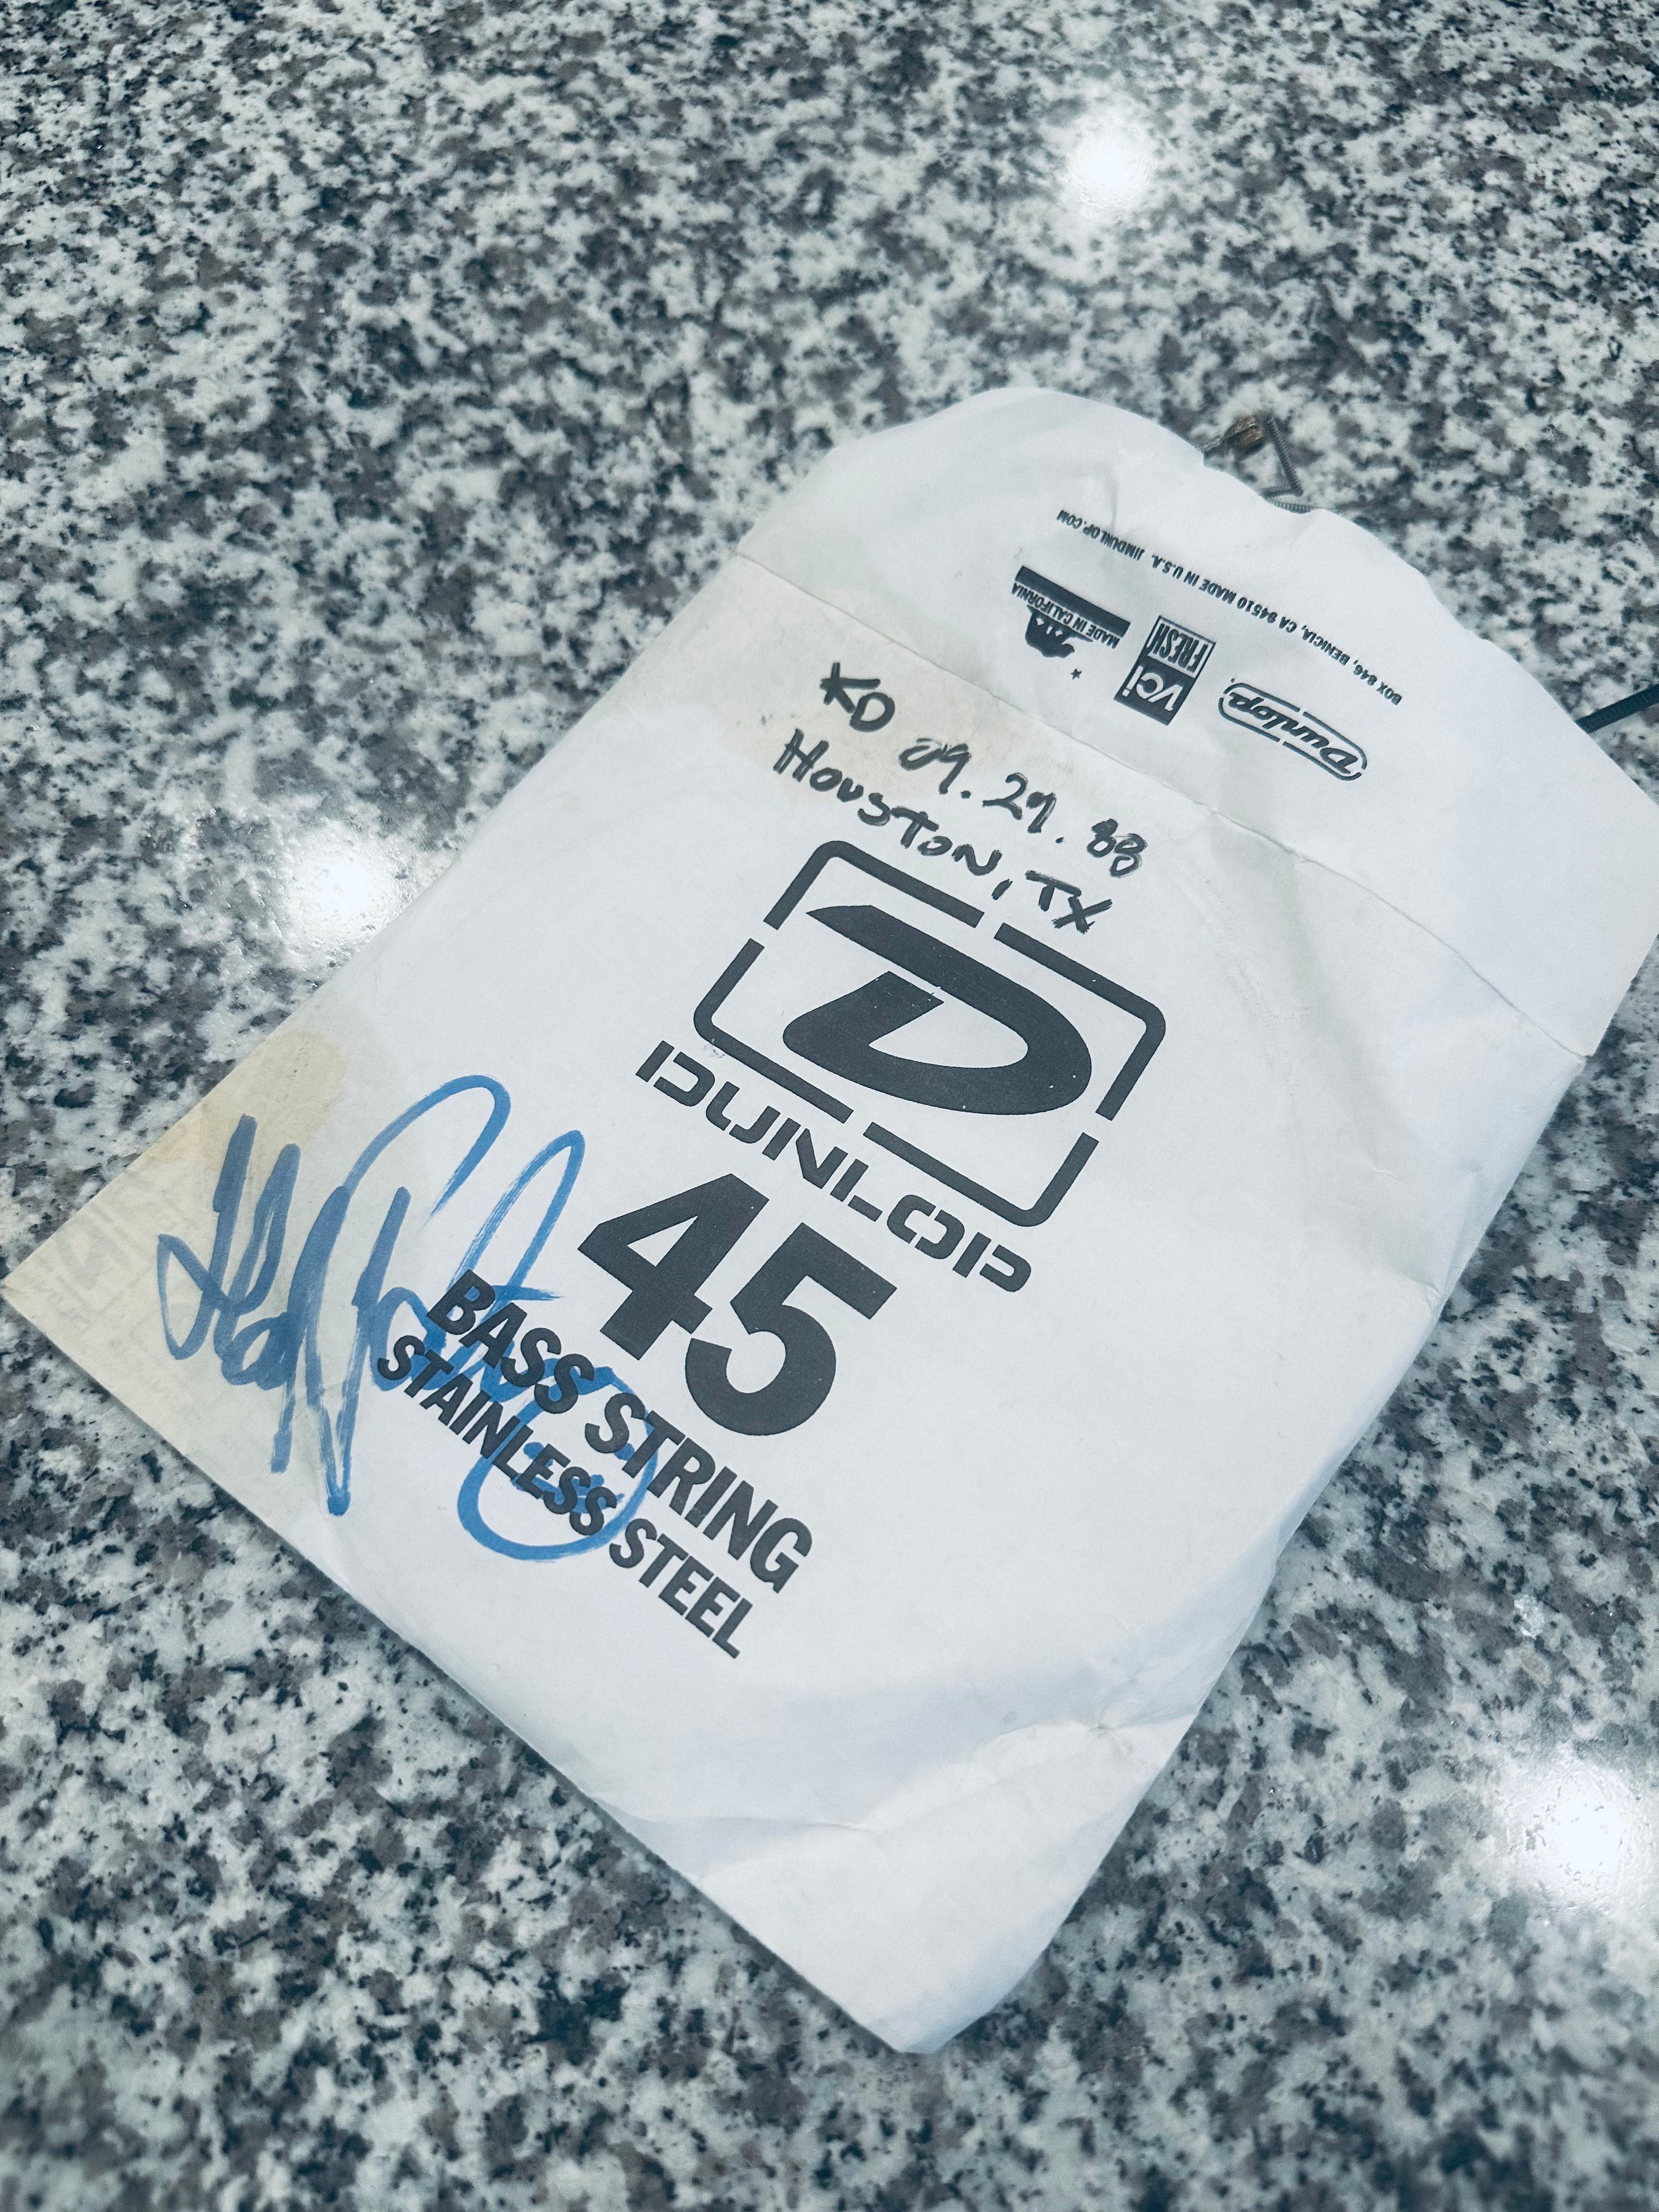 BOX 846, BENICIA, CA 94510 MADE IN U.S.A. JIMDUNLOP.COM
Dunlop
VCi
FRESH
MADE IN CALIFORNIA
KD 09.29.88
HOUSTON, TX
D
DUNLOP
45
BASS STRING
STAINLESS STEEL